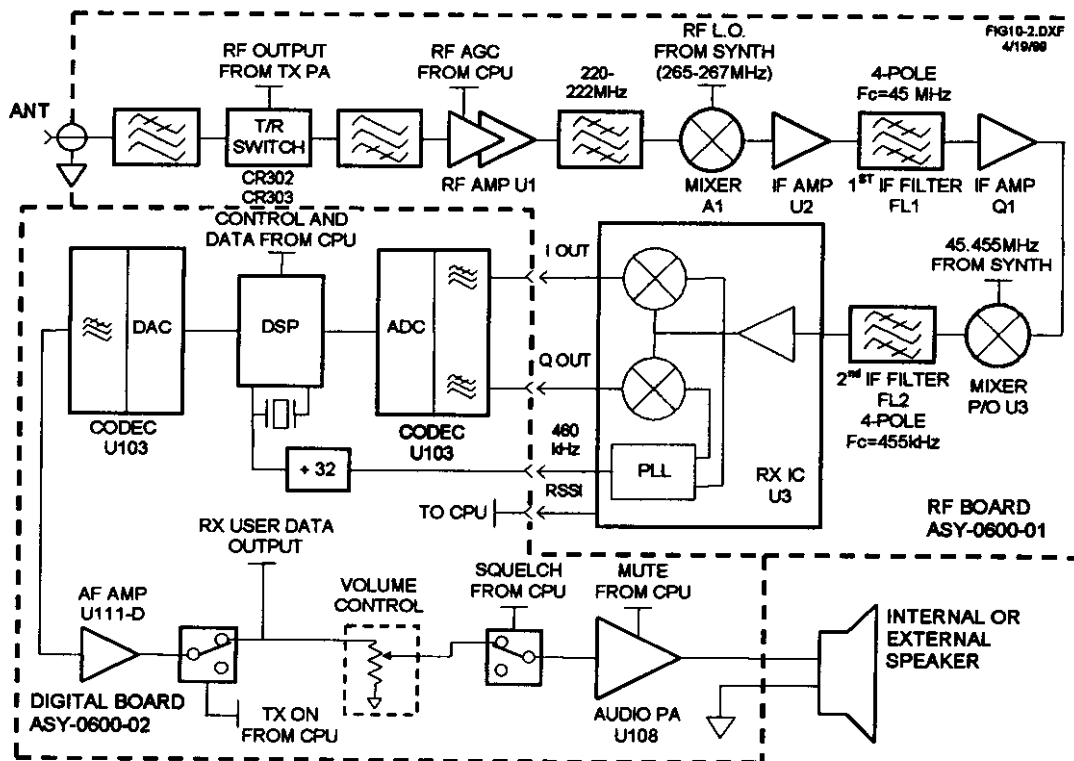 FIG10-2.DXF
4/19/99
ANT
RF OUTPUT
FROM TX PA
T/R
SWITCH
CR302
CR303
RF AGC
FROM CPU
RF AMP U1
220-
222MHz
RF L.O.
FROM SYNTH
(265-267MHz)
MIXER
A1
IF AMP
U2
4-POLE
Fc=45 MHz
1ST IF FILTER
FL1
IF AMP
Q1
45.455MHz
FROM SYNTH
MIXER
P/O U3
2nd IF FILTER
FL2
4-POLE
Fc=455kHz
RX IC
U3
PLL
I OUT
Q OUT
460
kHz
RSSI
TO CPU
RF BOARD
ASY-0600-01
CONTROL AND
DATA FROM CPU
DAC
DSP
ADC
CODEC
U103
CODEC
U103
÷ 32
RX USER DATA
OUTPUT
AF AMP
U111-D
VOLUME
CONTROL
SQUELCH
FROM CPU
MUTE
FROM CPU
AUDIO PA
U108
TX ON
FROM CPU
DIGITAL BOARD
ASY-0600-02
INTERNAL OR
EXTERNAL
SPEAKER